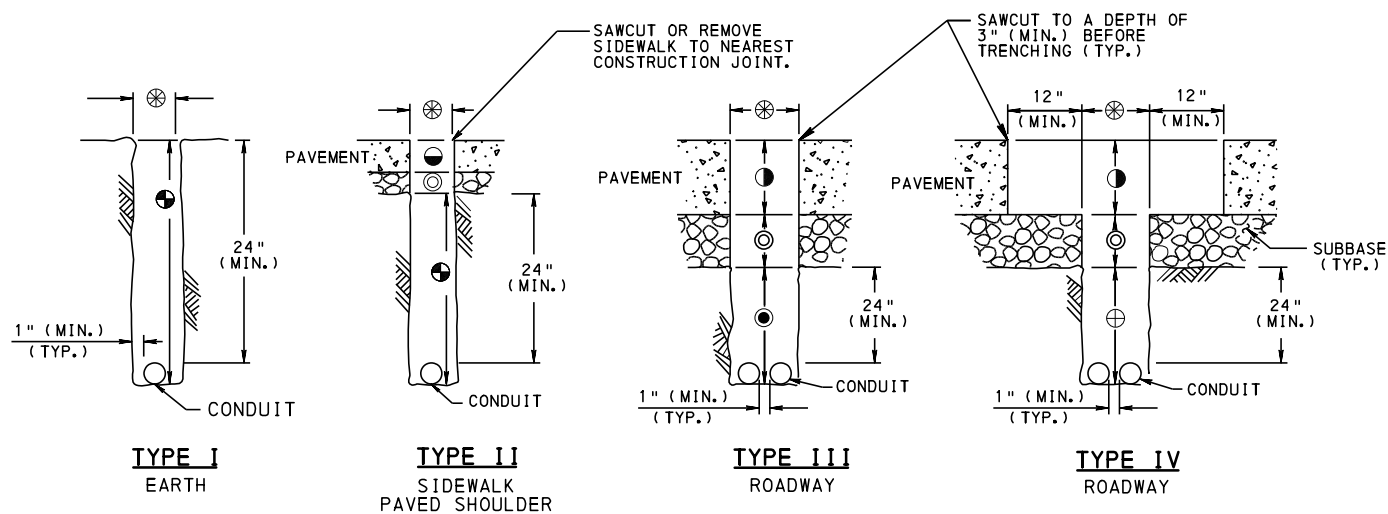 SAWCUT OR REMOVE
SIDEWALK TO NEAREST
CONSTRUCTION JOINT.
SAWCUT TO A DEPTH OF
3" (MIN.) BEFORE
TRENCHING (TYP.)
12"
(MIN.)
12"
(MIN.)
PAVEMENT
PAVEMENT
PAVEMENT
SUBBASE
(TYP.)
24"
(MIN.)
24"
(MIN.)
24"
(MIN.)
24"
(MIN.)
1" (MIN.)
(TYP.)
CONDUIT
CONDUIT
1" (MIN.)
(TYP.)
CONDUIT
1" (MIN.)
(TYP.)
CONDUIT
TYPE I
EARTH
TYPE II
SIDEWALK
PAVED SHOULDER
TYPE III
ROADWAY
TYPE IV
ROADWAY